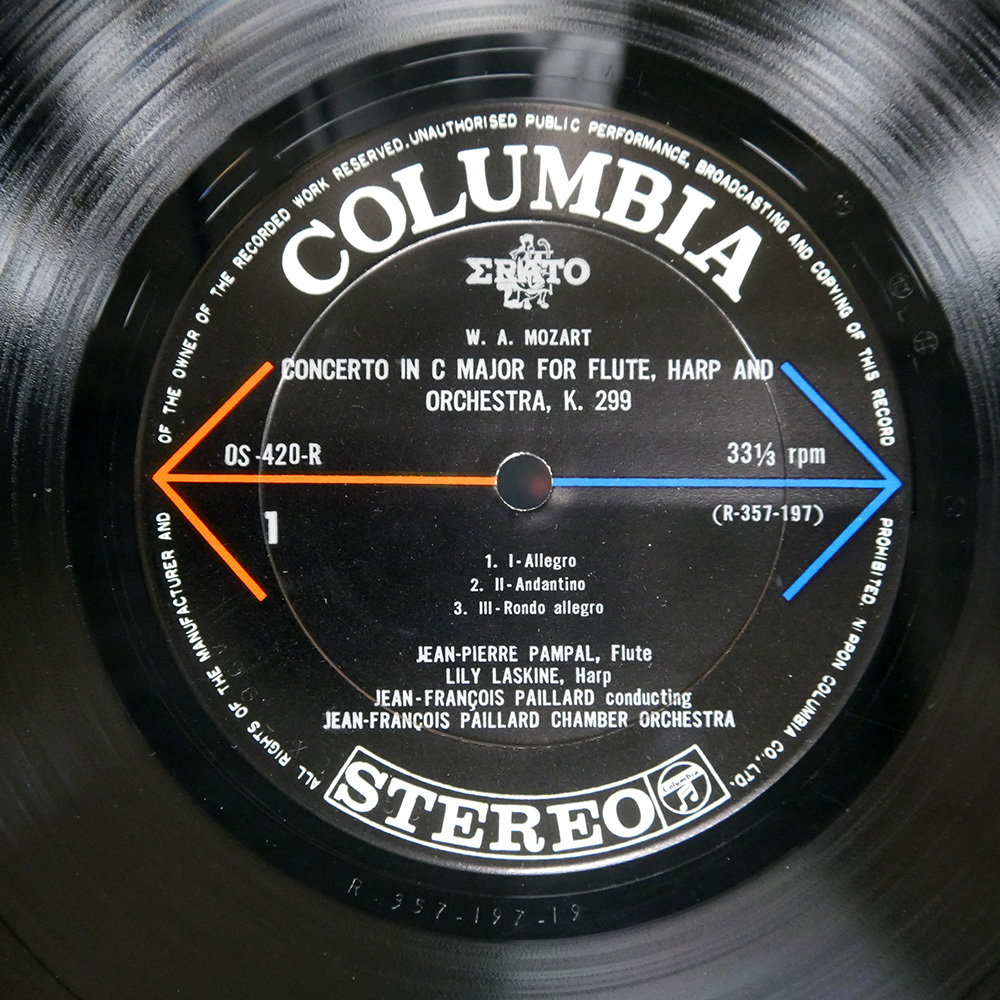 ALL RIGHTS OF THE MANUFACTURER AND OF THE OWNER OF THE RECORDED WORK RESERVED. UNAUTHORISED PUBLIC PERFORMANCE, BROADCASTING AND COPYING OF THIS RECORD PROHIBITED. NIPPON COLUMBIA CO., LTD.
COLUMBIA
ΣRATO
W. A. MOZART
CONCERTO IN C MAJOR FOR FLUTE, HARP AND
ORCHESTRA, K. 299
OS-420-R
33⅓ rpm
1
(R-357-197)
1. I-Allegro
2. II-Andantino
3. III-Rondo allegro
JEAN-PIERRE PAMPAL, Flute
LILY LASKINE, Harp
JEAN-FRANÇOIS PAILLARD conducting
JEAN-FRANÇOIS PAILLARD CHAMBER ORCHESTRA
STEREO
Columbia
R-357-197-19